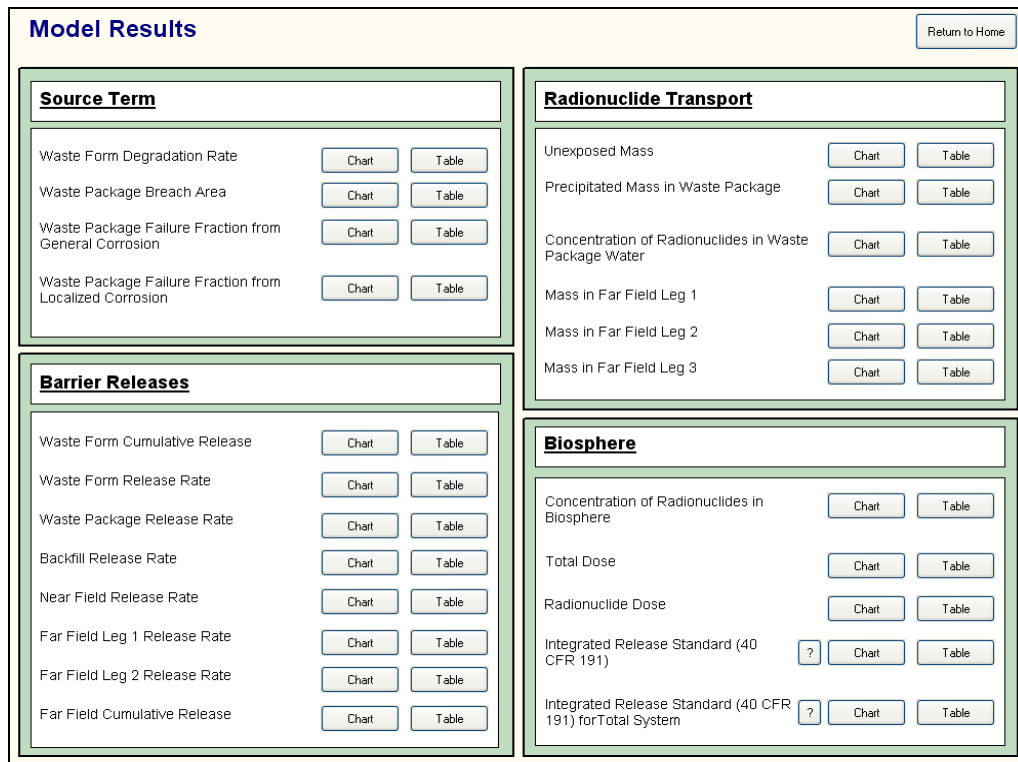 Model Results
Return to Home
Source Term
Waste Form Degradation Rate Chart Table
Waste Package Breach Area Chart Table
Waste Package Failure Fraction from
General Corrosion Chart Table
Waste Package Failure Fraction from
Localized Corrosion Chart Table
Barrier Releases
Waste Form Cumulative Release Chart Table
Waste Form Release Rate Chart Table
Waste Package Release Rate Chart Table
Backfill Release Rate Chart Table
Near Field Release Rate Chart Table
Far Field Leg 1 Release Rate Chart Table
Far Field Leg 2 Release Rate Chart Table
Far Field Cumulative Release Chart Table
Radionuclide Transport
Unexposed Mass Chart Table
Precipitated Mass in Waste Package Chart Table
Concentration of Radionuclides in Waste
Package Water Chart Table
Mass in Far Field Leg 1 Chart Table
Mass in Far Field Leg 2 Chart Table
Mass in Far Field Leg 3 Chart Table
Biosphere
Concentration of Radionuclides in
Biosphere Chart Table
Total Dose Chart Table
Radionuclide Dose Chart Table
Integrated Release Standard (40
CFR 191) ? Chart Table
Integrated Release Standard (40 CFR
191) forTotal System ? Chart Table